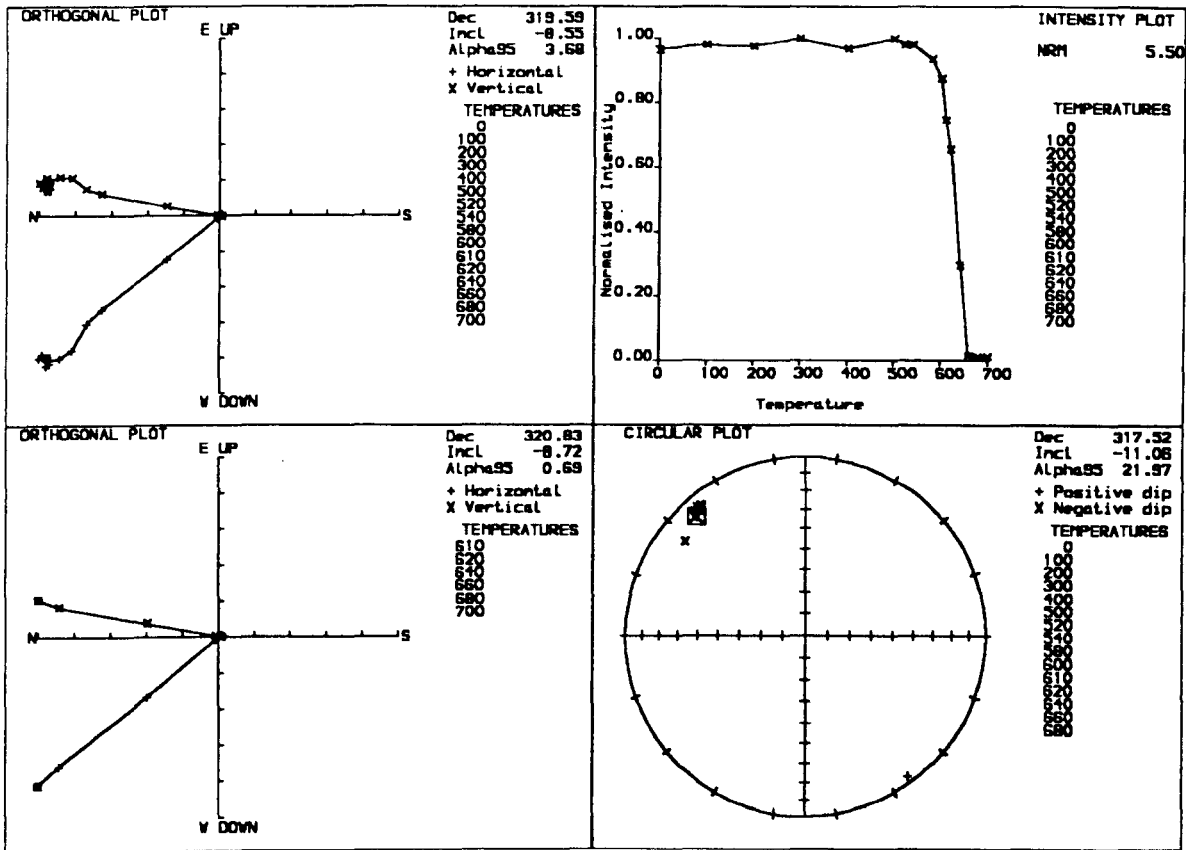 ORTHOGONAL PLOT
E UP
Dec 319.59
Incl -8.55
Alpha95 3.68
+ Horizontal
x Vertical
TEMPERATURES
0
100
200
300
400
500
520
540
580
600
610
620
640
660
680
700
N
S
W DOWN
INTENSITY PLOT
NRM 5.50
TEMPERATURES
0
100
200
300
400
500
520
540
580
600
610
620
640
660
680
700
Normalised Intensity
1.00
0.80
0.60
0.40
0.20
0.00
0 100 200 300 400 500 600 700
Temperature
ORTHOGONAL PLOT
E UP
Dec 320.83
Incl -8.72
Alpha95 0.69
+ Horizontal
x Vertical
TEMPERATURES
610
620
640
660
680
700
N
S
W DOWN
CIRCULAR PLOT
Dec 317.52
Incl -11.06
Alpha95 21.97
+ Positive dip
x Negative dip
TEMPERATURES
0
100
200
300
400
500
520
540
580
600
610
620
640
660
680